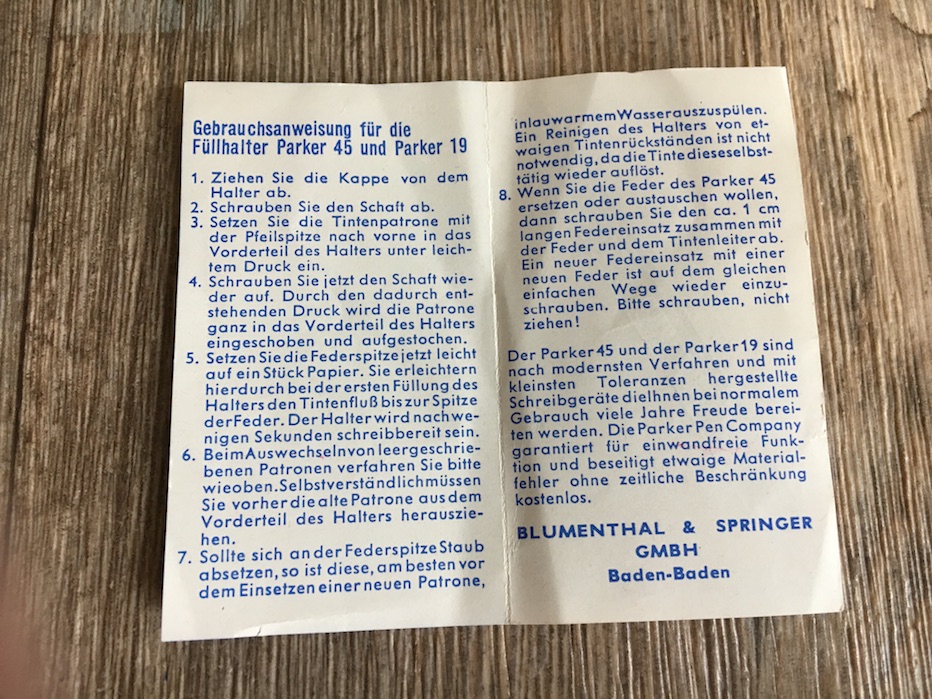 Gebrauchsanweisung für die
Füllhalter Parker 45 und Parker 19
1. Ziehen Sie die Kappe von dem
Halter ab.
2. Schrauben Sie den Schaft ab.
3. Setzen Sie die Tintenpatrone mit
der Pfeilspitze nach vorne in das
Vorderteil des Halters unter leich-
tem Druck ein.
4. Schrauben Sie jetzt den Schaft wie-
der auf. Durch den dadurch ent-
stehenden Druck wird die Patrone
ganz in das Vorderteil des Halters
eingeschoben und aufgestochen.
5. Setzen Sie die Federspitze jetzt leicht
auf ein Stück Papier. Sie erleichtern
hierdurch bei der ersten Füllung des
Halters den Tintenfluß bis zur Spitze
der Feder. Der Halter wird nach we-
nigen Sekunden schreibbereit sein.
6. Beim Auswechseln von leergeschrie-
benen Patronen verfahren Sie bitte
wie oben. Selbstverständlich müssen
Sie vorher die alte Patrone aus dem
Vorderteil des Halters herauszie-
hen.
7. Sollte sich an der Federspitze Staub
absetzen, so ist diese, am besten vor
dem Einsetzen einer neuen Patrone,
in lauwarmem Wasser auszuspülen.
Ein Reinigen des Halters von et-
waigen Tintenrückständen ist nicht
notwendig, da die Tinte diese selbst-
tätig wieder auflöst.
8. Wenn Sie die Feder des Parker 45
ersetzen oder austauschen wollen,
dann schrauben Sie den ca. 1 cm
langen Federeinsatz zusammen mit
der Feder und dem Tintenleiter ab.
Ein neuer Federeinsatz mit einer
neuen Feder ist auf dem gleichen
einfachen Wege wieder einzu-
schrauben. Bitte schrauben, nicht
ziehen!
Der Parker 45 und der Parker 19 sind
nach modernsten Verfahren und mit
kleinsten Toleranzen hergestellte
Schreibgeräte die Ihnen bei normalem
Gebrauch viele Jahre Freude berei-
ten werden. Die Parker Pen Company
garantiert für einwandfreie Funk-
tion und beseitigt etwaige Material-
fehler ohne zeitliche Beschränkung
kostenlos.
BLUMENTHAL & SPRINGER
GMBH
Baden-Baden